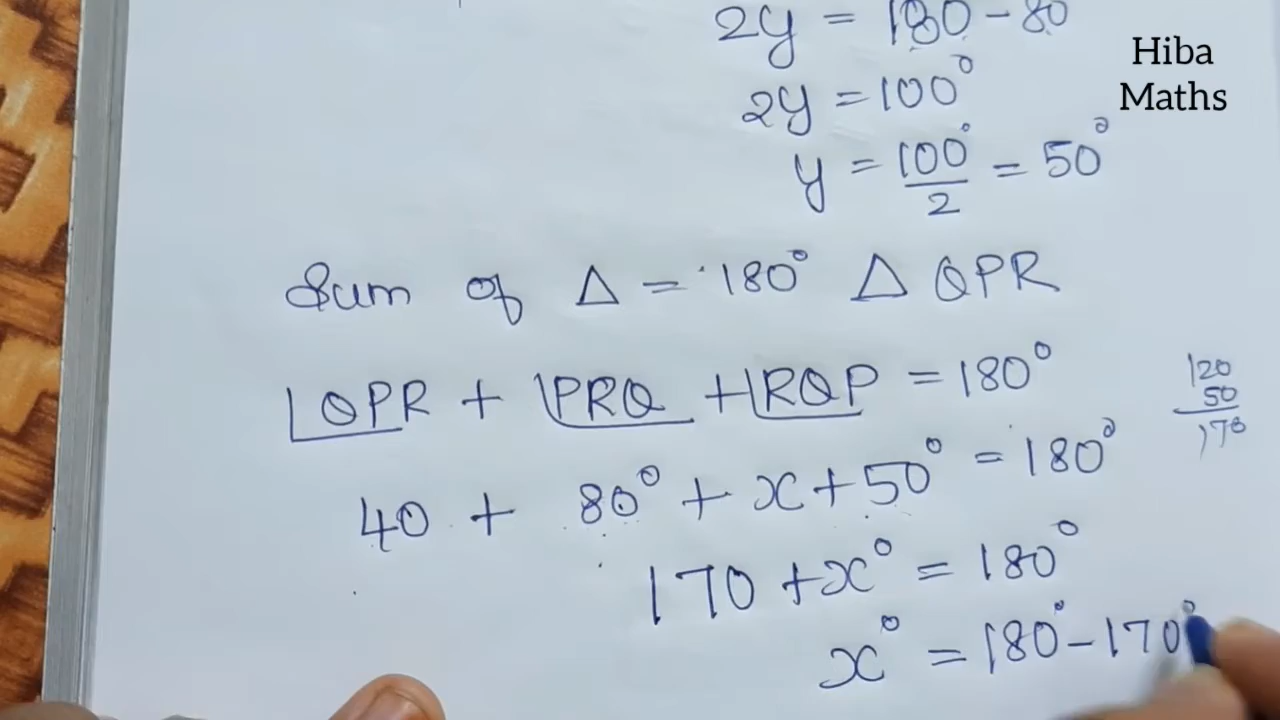 2y = 180 - 80
Hiba
Maths
2y = 100°
y = 100°/2 = 50°
Sum of Δ = 180° Δ QPR
∠QPR + ∠PRQ + ∠RQP = 180°
120
50
170
40 + 80° + x + 50° = 180°
170 + x° = 180°
x° = 180° - 170°